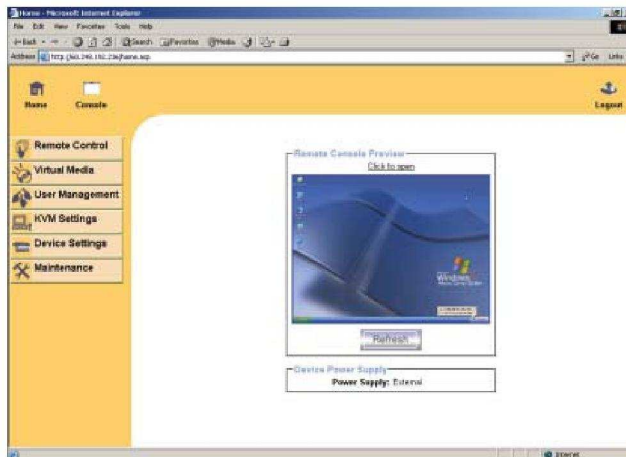 Home - Microsoft Internet Explorer
File Edit View Favorites Tools Help
Back Search Favorites Media
Address home.asp Go Links
Home Console Logout
Remote Control
Virtual Media
User Management
KVM Settings
Device Settings
Maintenance
Remote Console Preview
Click to open
Windows
Refresh
Device Power Supply
Power Supply: External
Internet